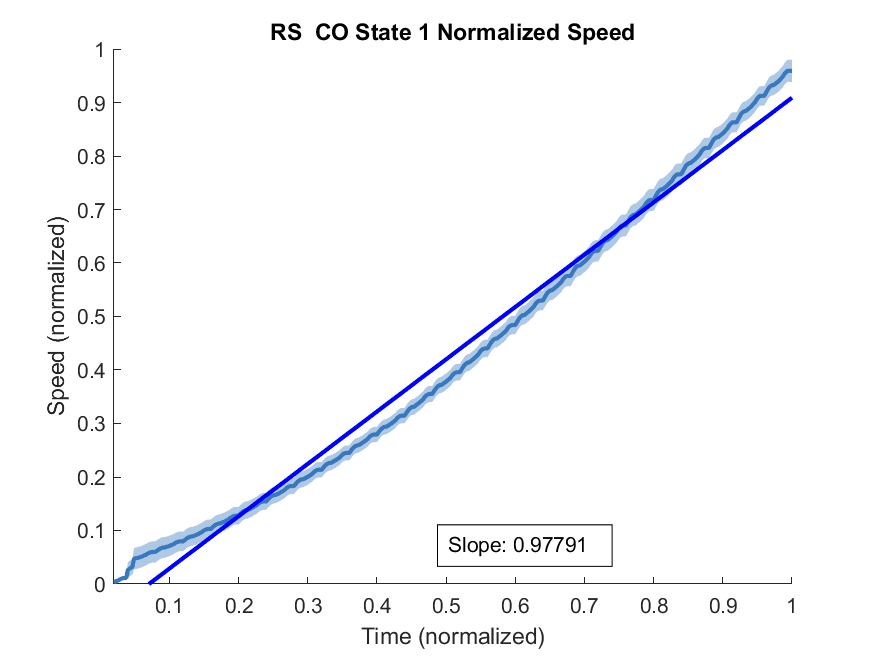 RS  CO State 1 Normalized Speed
1
0.9
0.8
0.7
0.6
0.5
0.4
0.3
0.2
0.1
0
Speed (normalized)
Slope: 0.97791
0.1 0.2 0.3 0.4 0.5 0.6 0.7 0.8 0.9 1
Time (normalized)